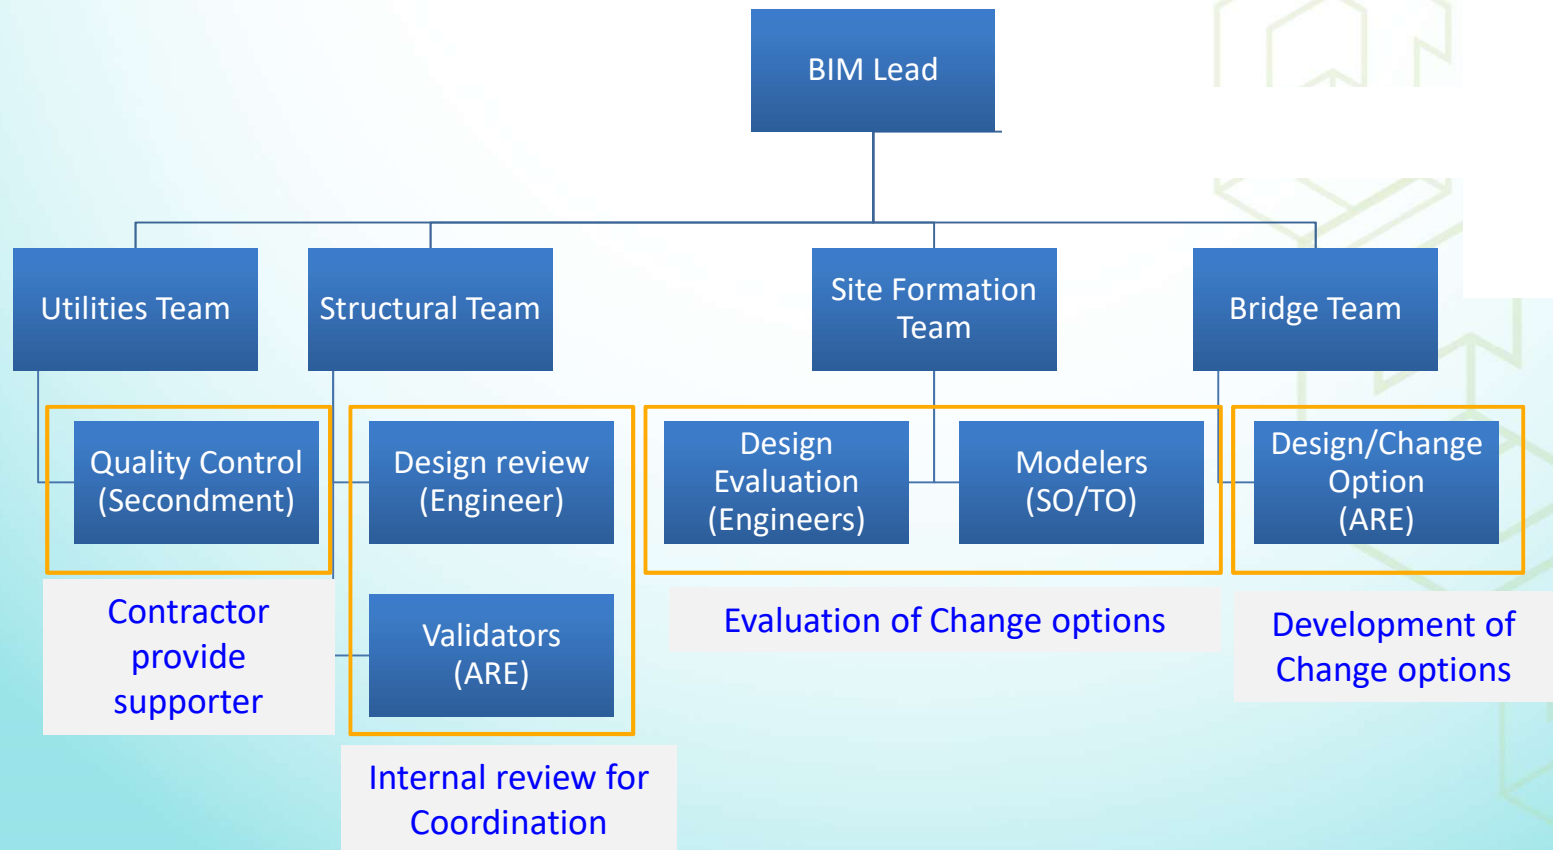 BIM Lead
Utilities Team
Structural Team
Site Formation
Team
Bridge Team
Quality Control
(Secondment)
Design review
(Engineer)
Design
Evaluation
(Engineers)
Modelers
(SO/TO)
Design/Change
Option
(ARE)
Contractor
provide
supporter
Validators
(ARE)
Evaluation of Change options
Development of
Change options
Internal review for
Coordination